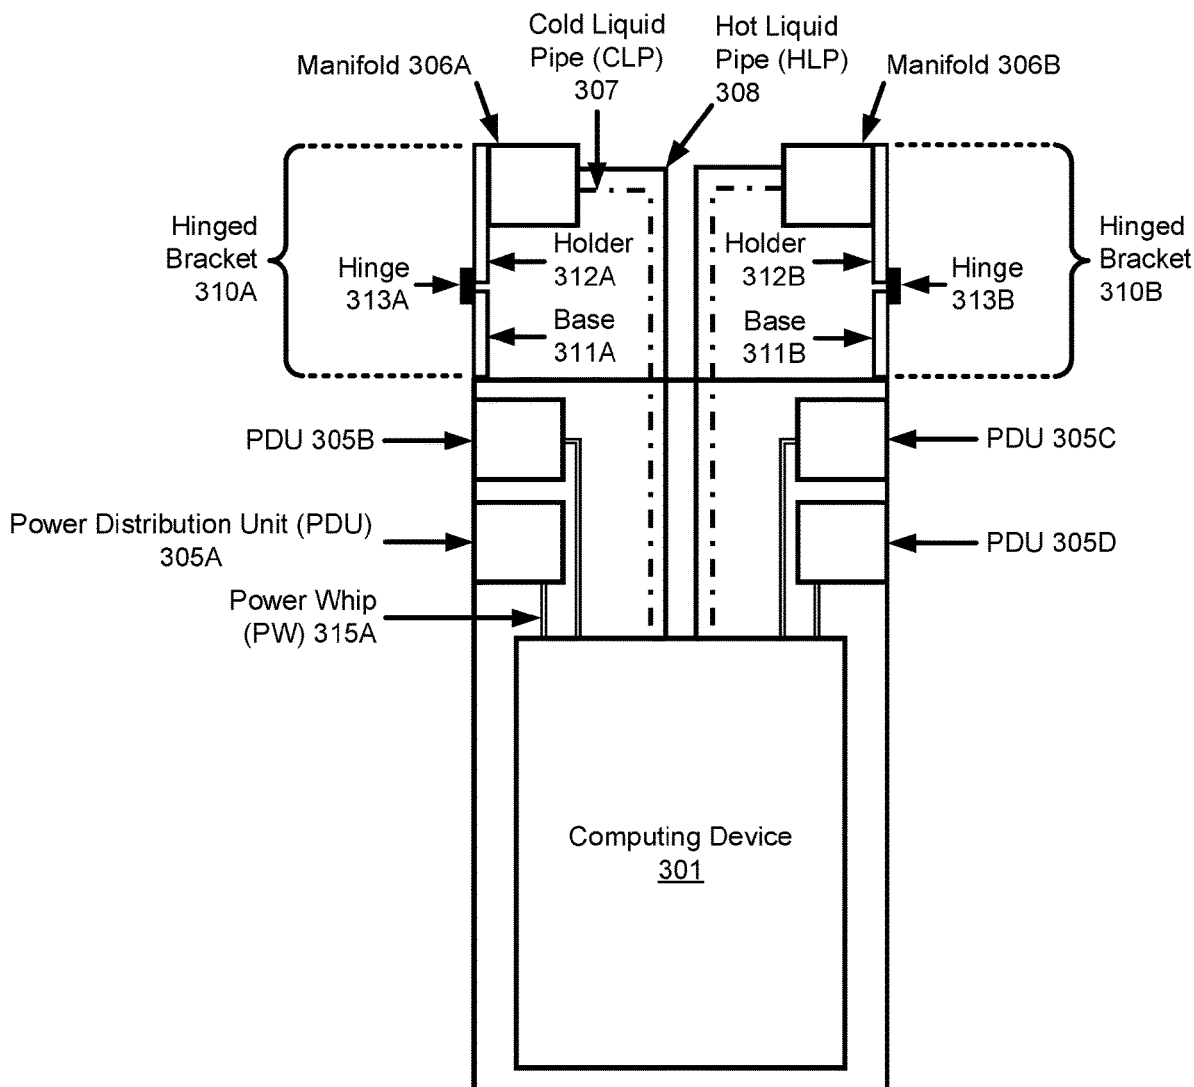 Cold Liquid
Pipe (CLP)
307
Hot Liquid
Pipe (HLP)
308
Manifold 306A
Manifold 306B
Hinged
Bracket
310A
Hinge
313A
Holder
312A
Base
311A
Holder
312B
Base
311B
Hinge
313B
Hinged
Bracket
310B
PDU 305B
PDU 305C
Power Distribution Unit (PDU)
305A
PDU 305D
Power Whip
(PW) 315A
Computing Device
301